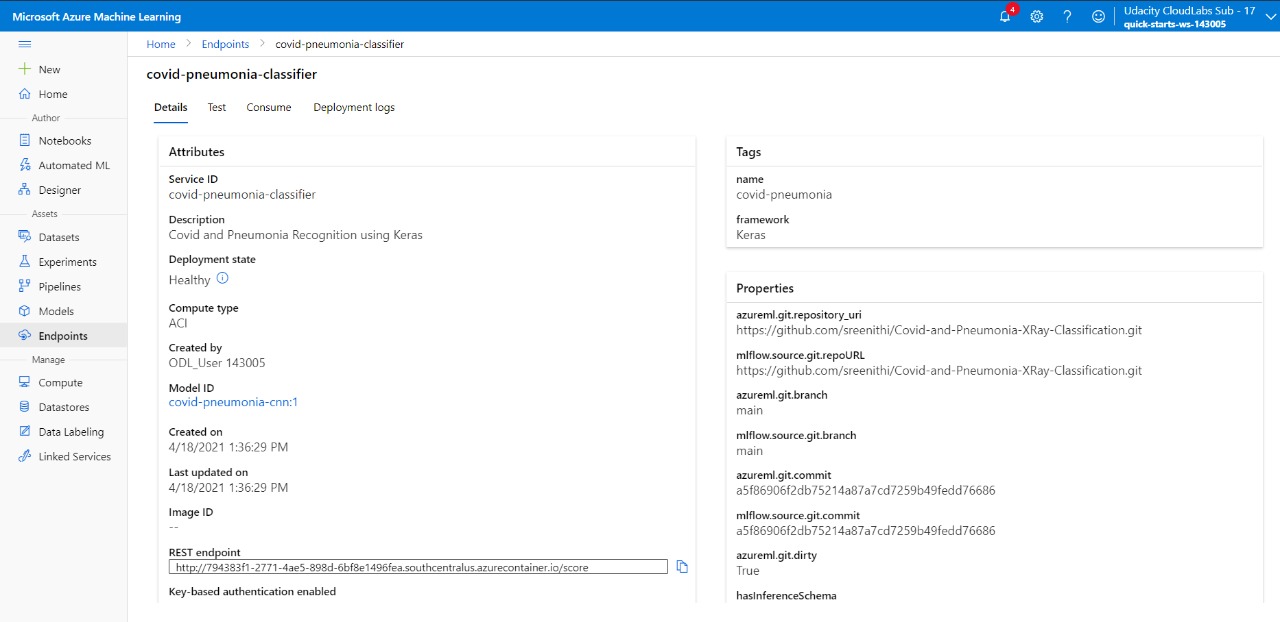 Microsoft Azure Machine Learning
4
Udacity CloudLabs Sub - 17
quick-starts-ws-143005
New
Home
Author
Notebooks
Automated ML
Designer
Assets
Datasets
Experiments
Pipelines
Models
Endpoints
Manage
Compute
Datastores
Data Labeling
Linked Services
Home > Endpoints > covid-pneumonia-classifier
covid-pneumonia-classifier
Details Test Consume Deployment logs
Attributes
Service ID
covid-pneumonia-classifier
Description
Covid and Pneumonia Recognition using Keras
Deployment state
Healthy
Compute type
ACI
Created by
ODL_User 143005
Model ID
covid-pneumonia-cnn:1
Created on
4/18/2021 1:36:29 PM
Last updated on
4/18/2021 1:36:29 PM
Image ID
--
REST endpoint
http://794383f1-2771-4ae5-898d-6bf8e1496fea.southcentralus.azurecontainer.io/score
Key-based authentication enabled
Tags
name
covid-pneumonia
framework
Keras
Properties
azureml.git.repository_uri
https://github.com/sreenithi/Covid-and-Pneumonia-XRay-Classification.git
mlflow.source.git.repoURL
https://github.com/sreenithi/Covid-and-Pneumonia-XRay-Classification.git
azureml.git.branch
main
mlflow.source.git.branch
main
azureml.git.commit
a5f86906f2db75214a87a7cd7259b49fedd76686
mlflow.source.git.commit
a5f86906f2db75214a87a7cd7259b49fedd76686
azureml.git.dirty
True
hasInferenceSchema